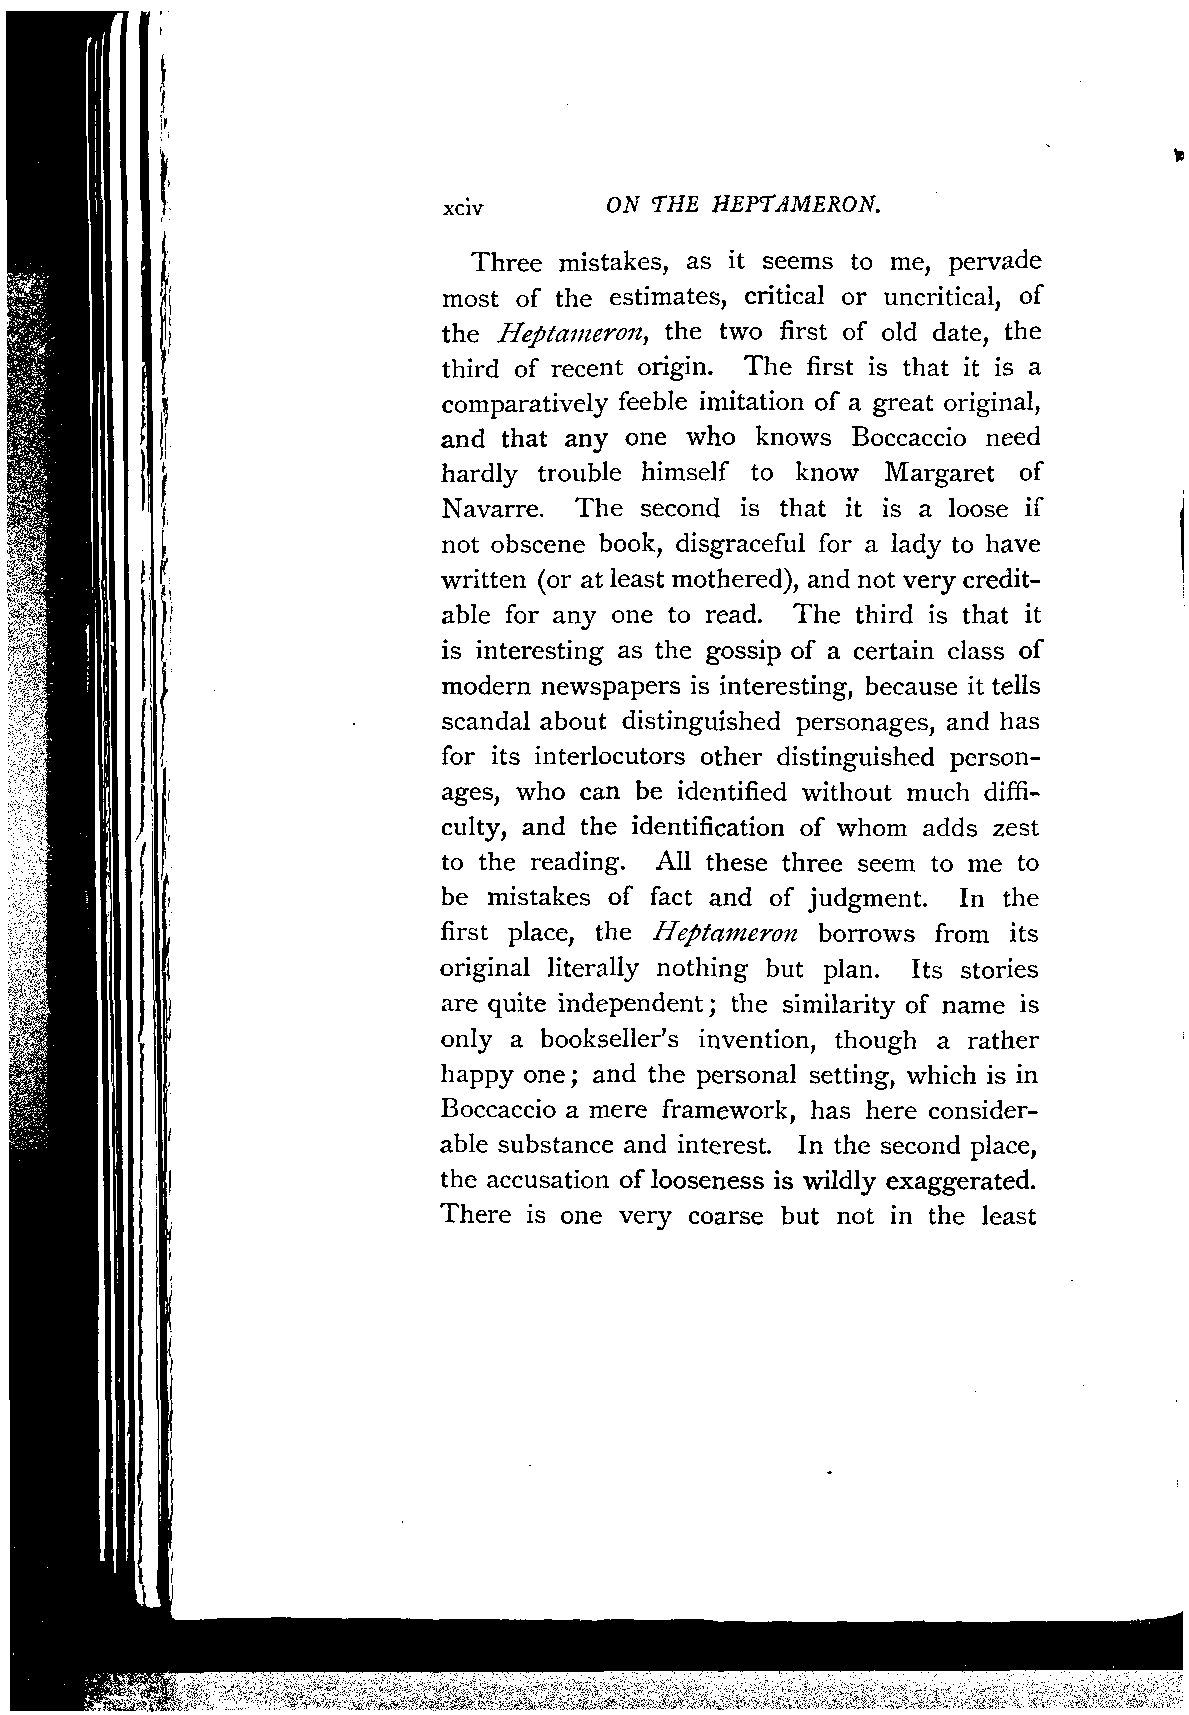 xciv ON THE HEPTAMERON.
Three mistakes, as it seems to me, pervade
most of the estimates, critical or uncritical, of
the Heptameron, the two first of old date, the
third of recent origin. The first is that it is a
comparatively feeble imitation of a great original,
and that any one who knows Boccaccio need
hardly trouble himself to know Margaret of
Navarre. The second is that it is a loose if
not obscene book, disgraceful for a lady to have
written (or at least mothered), and not very credit-
able for any one to read. The third is that it
is interesting as the gossip of a certain class of
modern newspapers is interesting, because it tells
scandal about distinguished personages, and has
for its interlocutors other distinguished person-
ages, who can be identified without much diffi-
culty, and the identification of whom adds zest
to the reading. All these three seem to me to
be mistakes of fact and of judgment. In the
first place, the Heptameron borrows from its
original literally nothing but plan. Its stories
are quite independent; the similarity of name is
only a bookseller's invention, though a rather
happy one; and the personal setting, which is in
Boccaccio a mere framework, has here consider-
able substance and interest. In the second place,
the accusation of looseness is wildly exaggerated.
There is one very coarse but not in the least